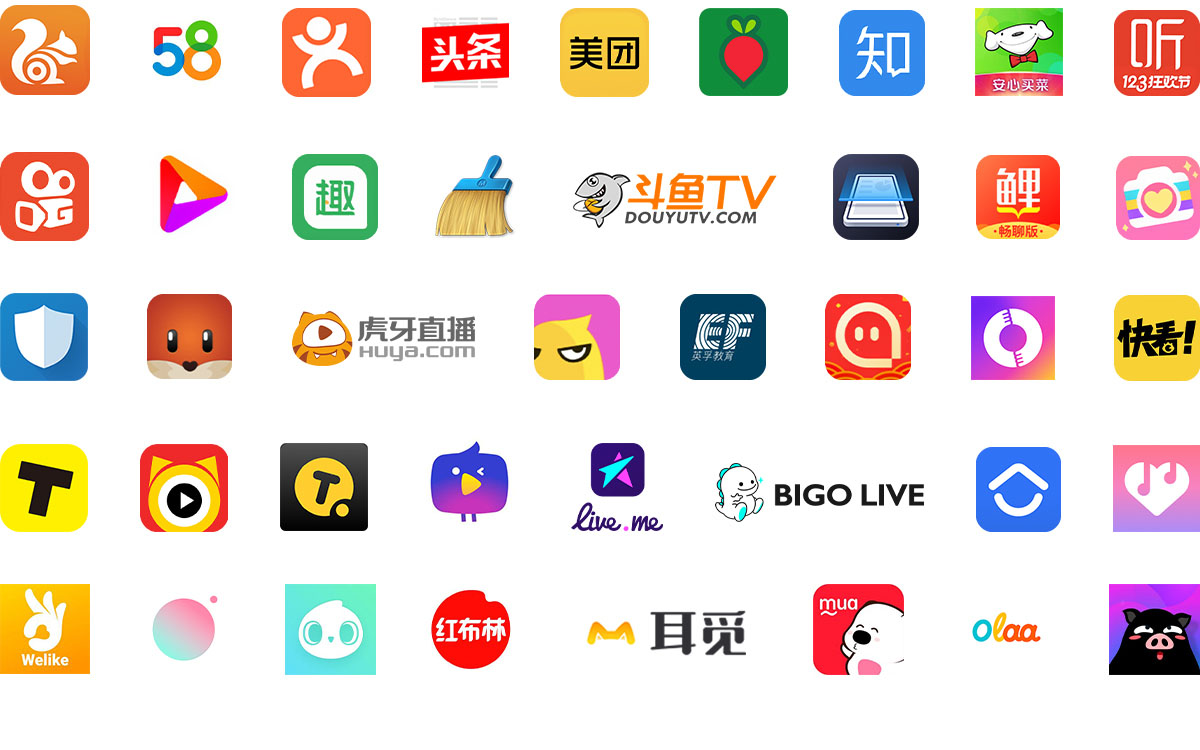 58
头条
美团
知
安心买菜
听
123狂欢节
趣
斗鱼TV
DOUYUTV.COM
鲤
·畅聊版·
虎牙直播
HUYA.com
EF
英孚教育
快看!
T
T.
live.me
BIGO LIVE
Welike
红布林
耳觅
mua
olaa